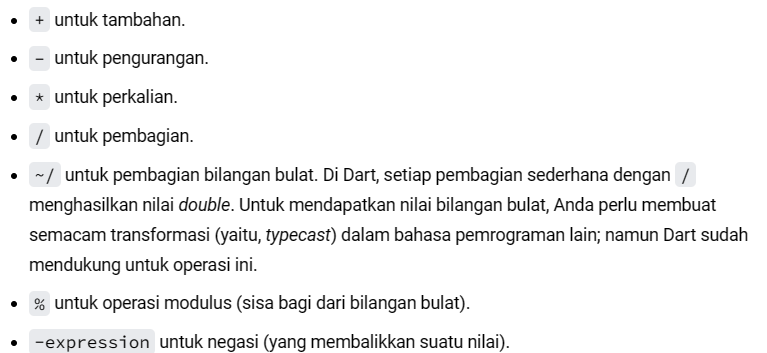 • + untuk tambahan.
• - untuk pengurangan.
• * untuk perkalian.
• / untuk pembagian.
• ~/ untuk pembagian bilangan bulat. Di Dart, setiap pembagian sederhana dengan /
menghasilkan nilai double. Untuk mendapatkan nilai bilangan bulat, Anda perlu membuat
semacam transformasi (yaitu, typecast) dalam bahasa pemrograman lain; namun Dart sudah
mendukung untuk operasi ini.
• % untuk operasi modulus (sisa bagi dari bilangan bulat).
• -expression untuk negasi (yang membalikkan suatu nilai).